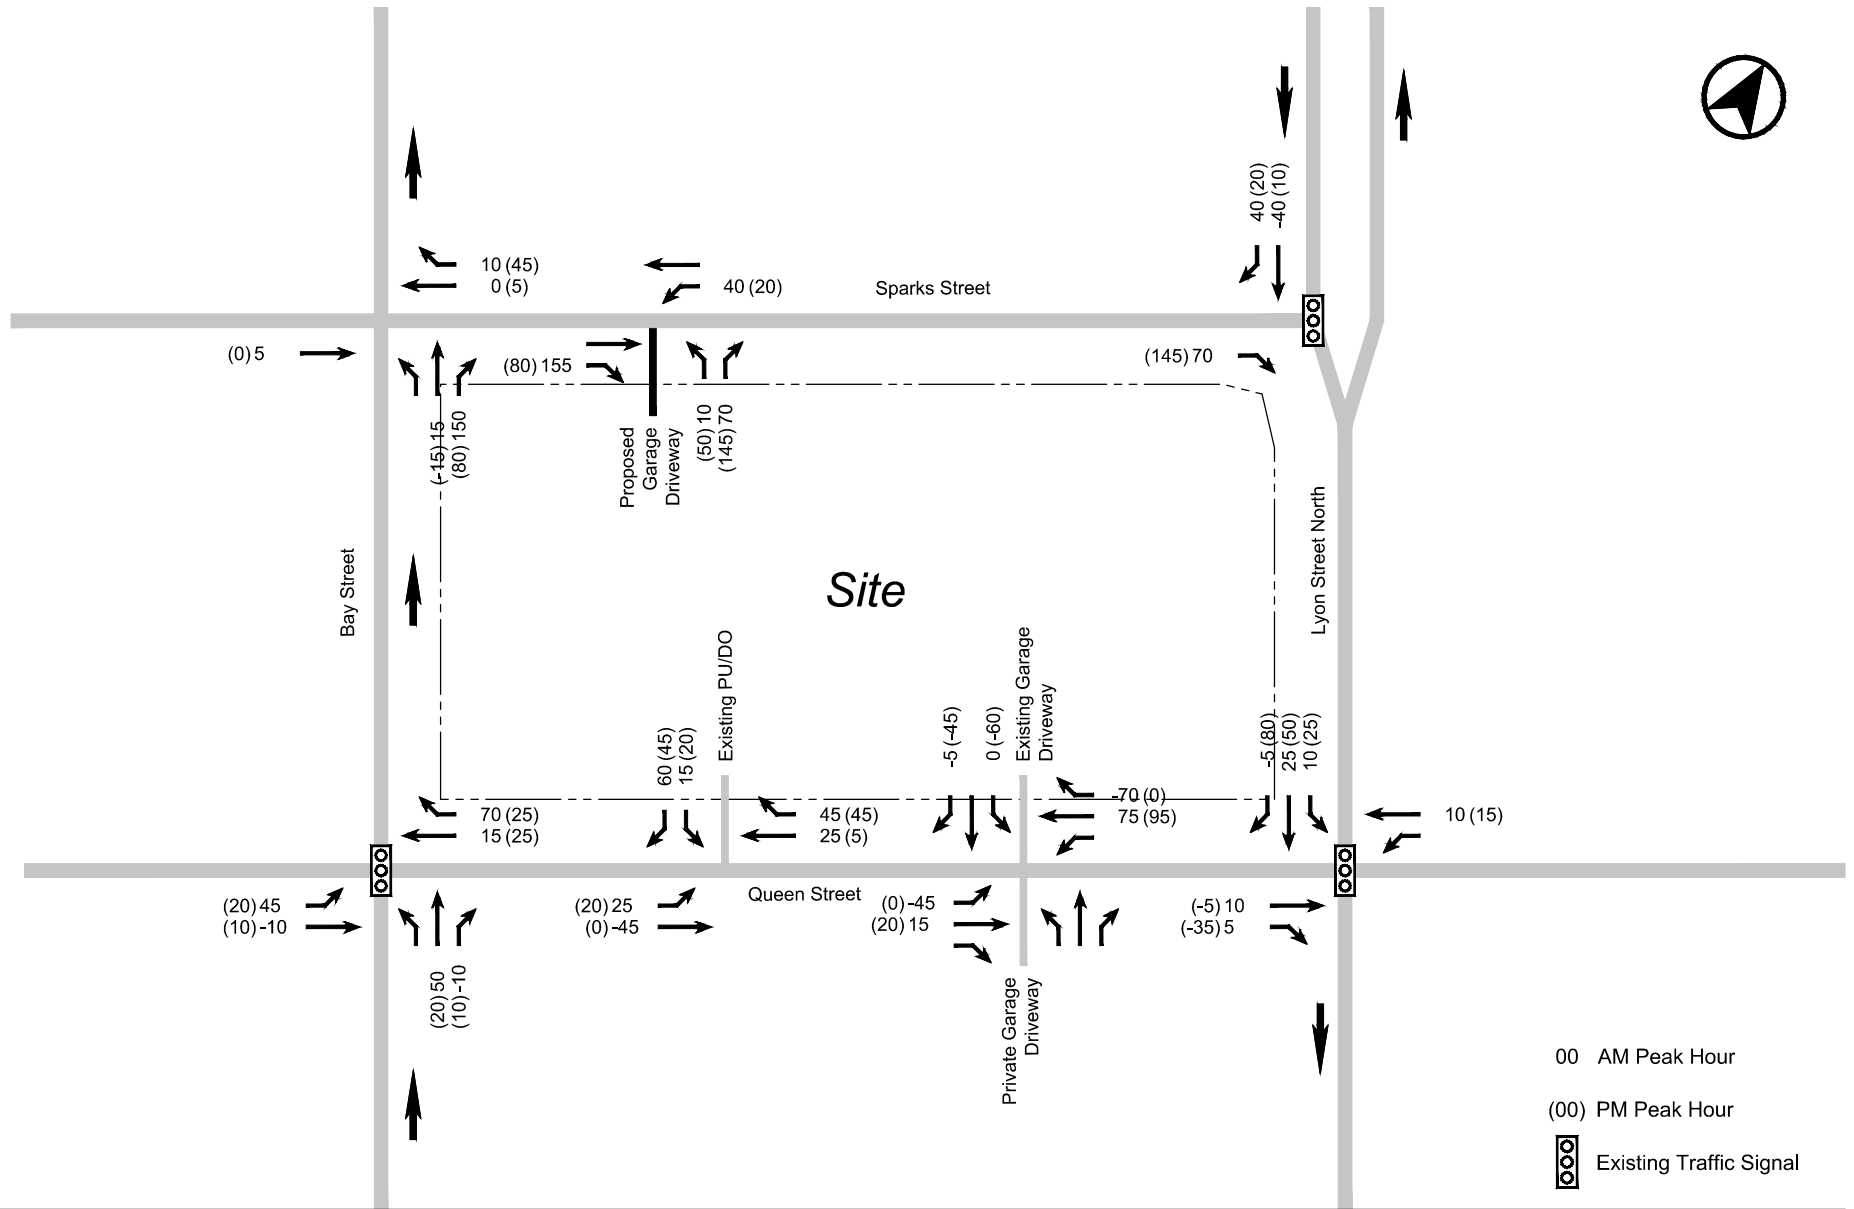 40 (20)
-40 (10)
10 (45)
0 (5)
40 (20)
Sparks Street
(0) 5
(80) 155
(145) 70
(-15) 15
(80) 150
Proposed
Garage
Driveway
(50) 10
(145) 70
Bay Street
Site
Lyon Street North
60 (45)
15 (20)
Existing PU/DO
-5 (-45)
0 (-60)
Existing Garage
Driveway
-5 (80)
25 (50)
10 (25)
70 (25)
15 (25)
45 (45)
25 (5)
-70 (0)
75 (95)
10 (15)
Queen Street
(20) 45
(10) -10
(20) 25
(0) -45
(0) -45
(20) 15
(-5) 10
(-35) 5
(20) 50
(10) -10
Private Garage
Driveway
00 AM Peak Hour
(00) PM Peak Hour
Existing Traffic Signal